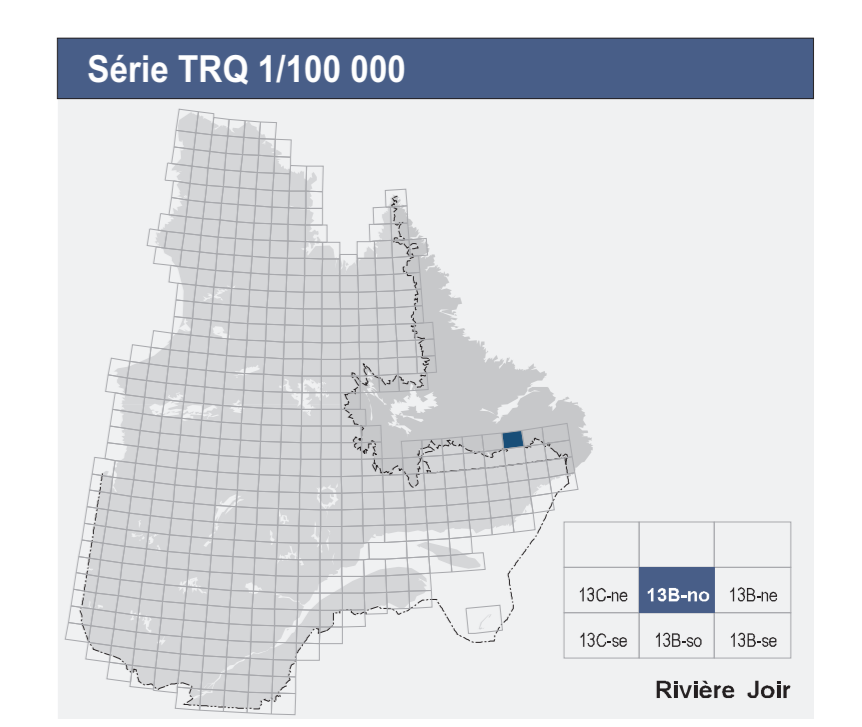 Série TRQ 1/100 000
13C-ne 13B-no 13B-ne
13C-se 13B-so 13B-se
Rivière Joir